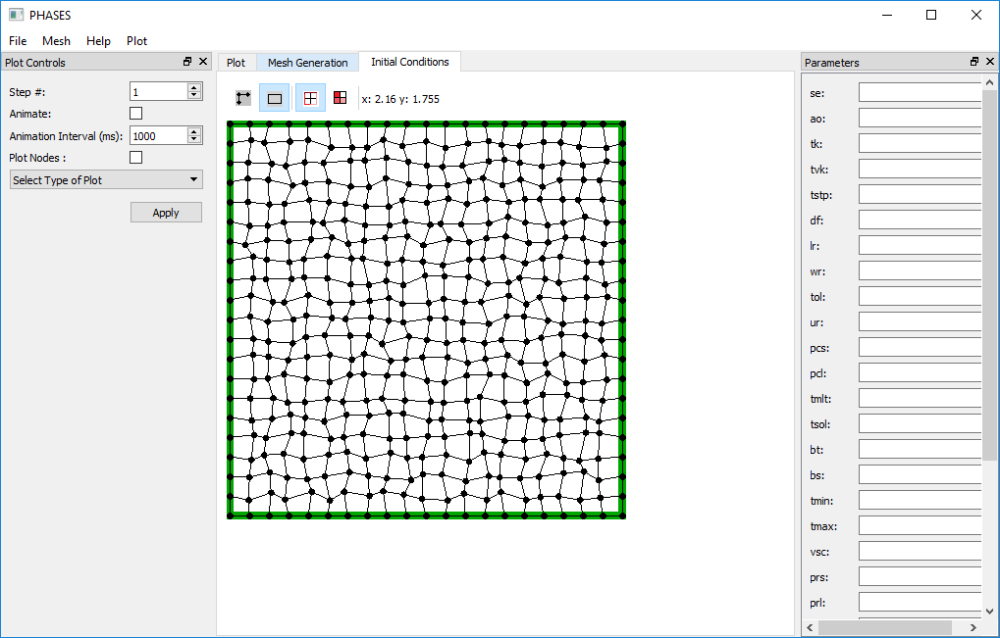 PHASES
File Mesh Help Plot
Plot Controls
Step #: 1
Animate:
Animation Interval (ms): 1000
Plot Nodes :
Select Type of Plot
Apply
Plot Mesh Generation Initial Conditions
x: 2.16 y: 1.755
Parameters
se:
ao:
tk:
tvk:
tstp:
df:
lr:
wr:
tol:
ur:
pcs:
pcl:
tmlt:
tsol:
bt:
bs:
tmin:
tmax:
vsc:
prs:
prl: